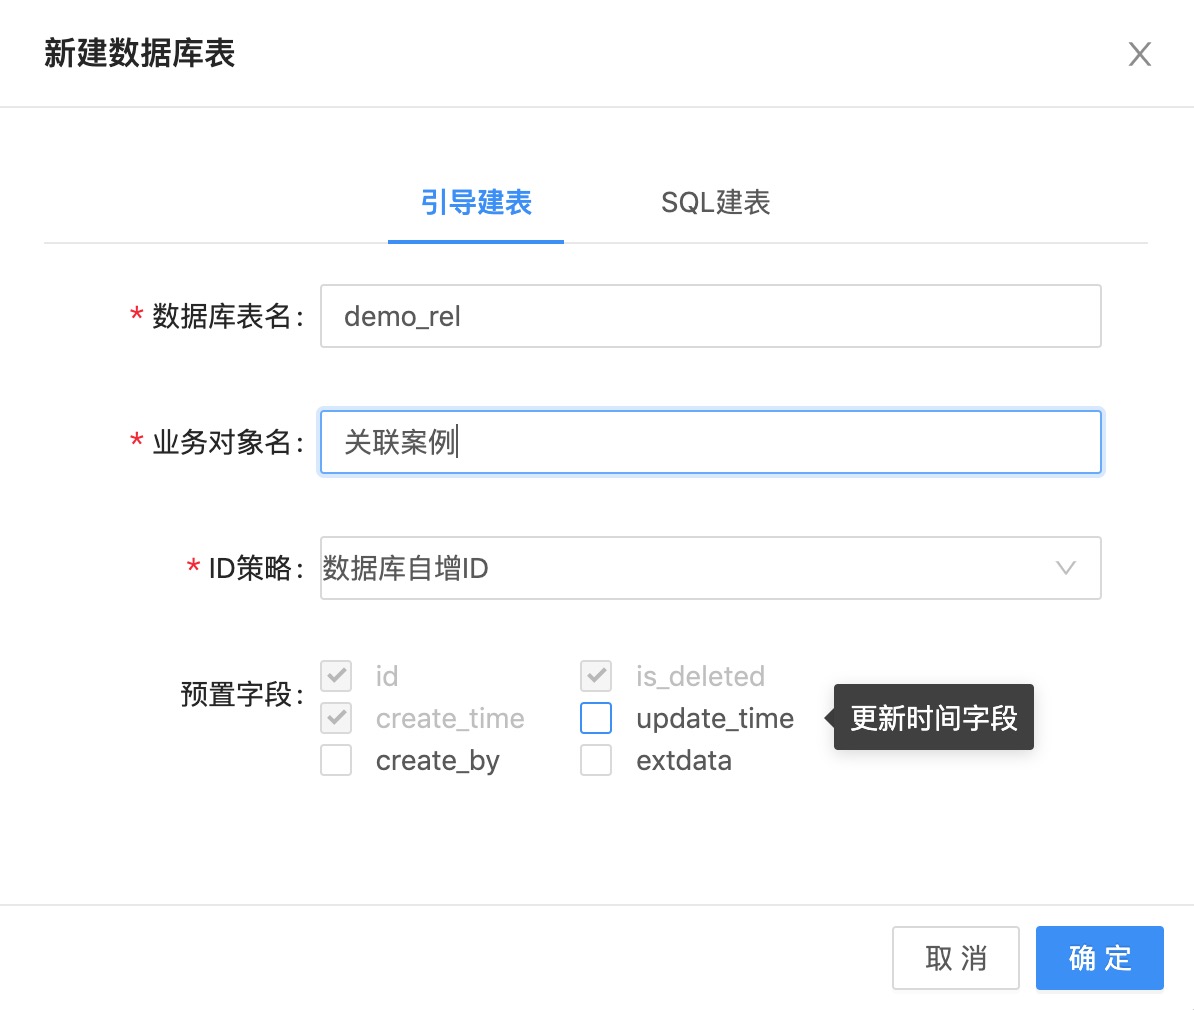 新建数据库表
引导建表 SQL建表
* 数据库表名: demo_rel
* 业务对象名: 关联案例
* ID策略: 数据库自增ID
预置字段: id is_deleted
create_time update_time 更新时间字段
create_by extdata
取 消 确 定